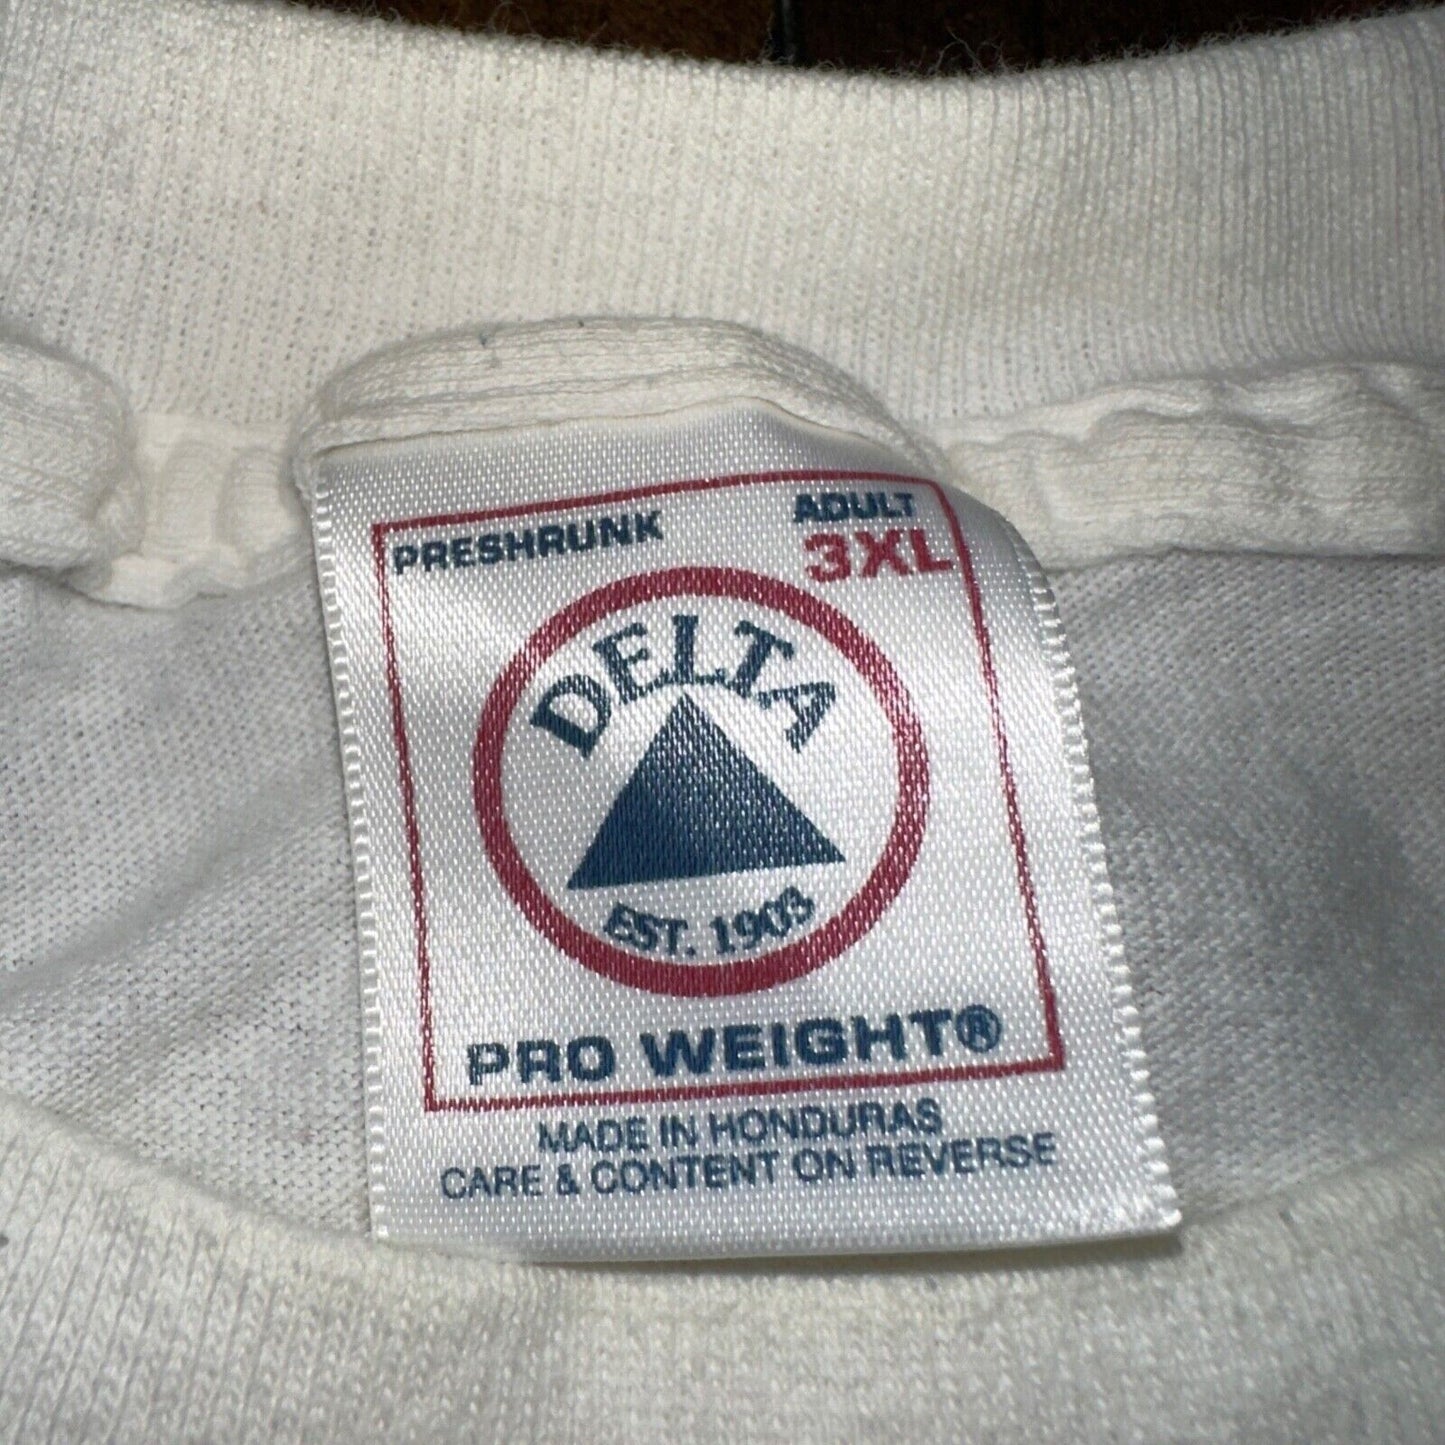 PRESHRUNK
ADULT
3XL
DELTA
EST. 1903
PRO WEIGHT®
MADE IN HONDURAS
CARE & CONTENT ON REVERSE